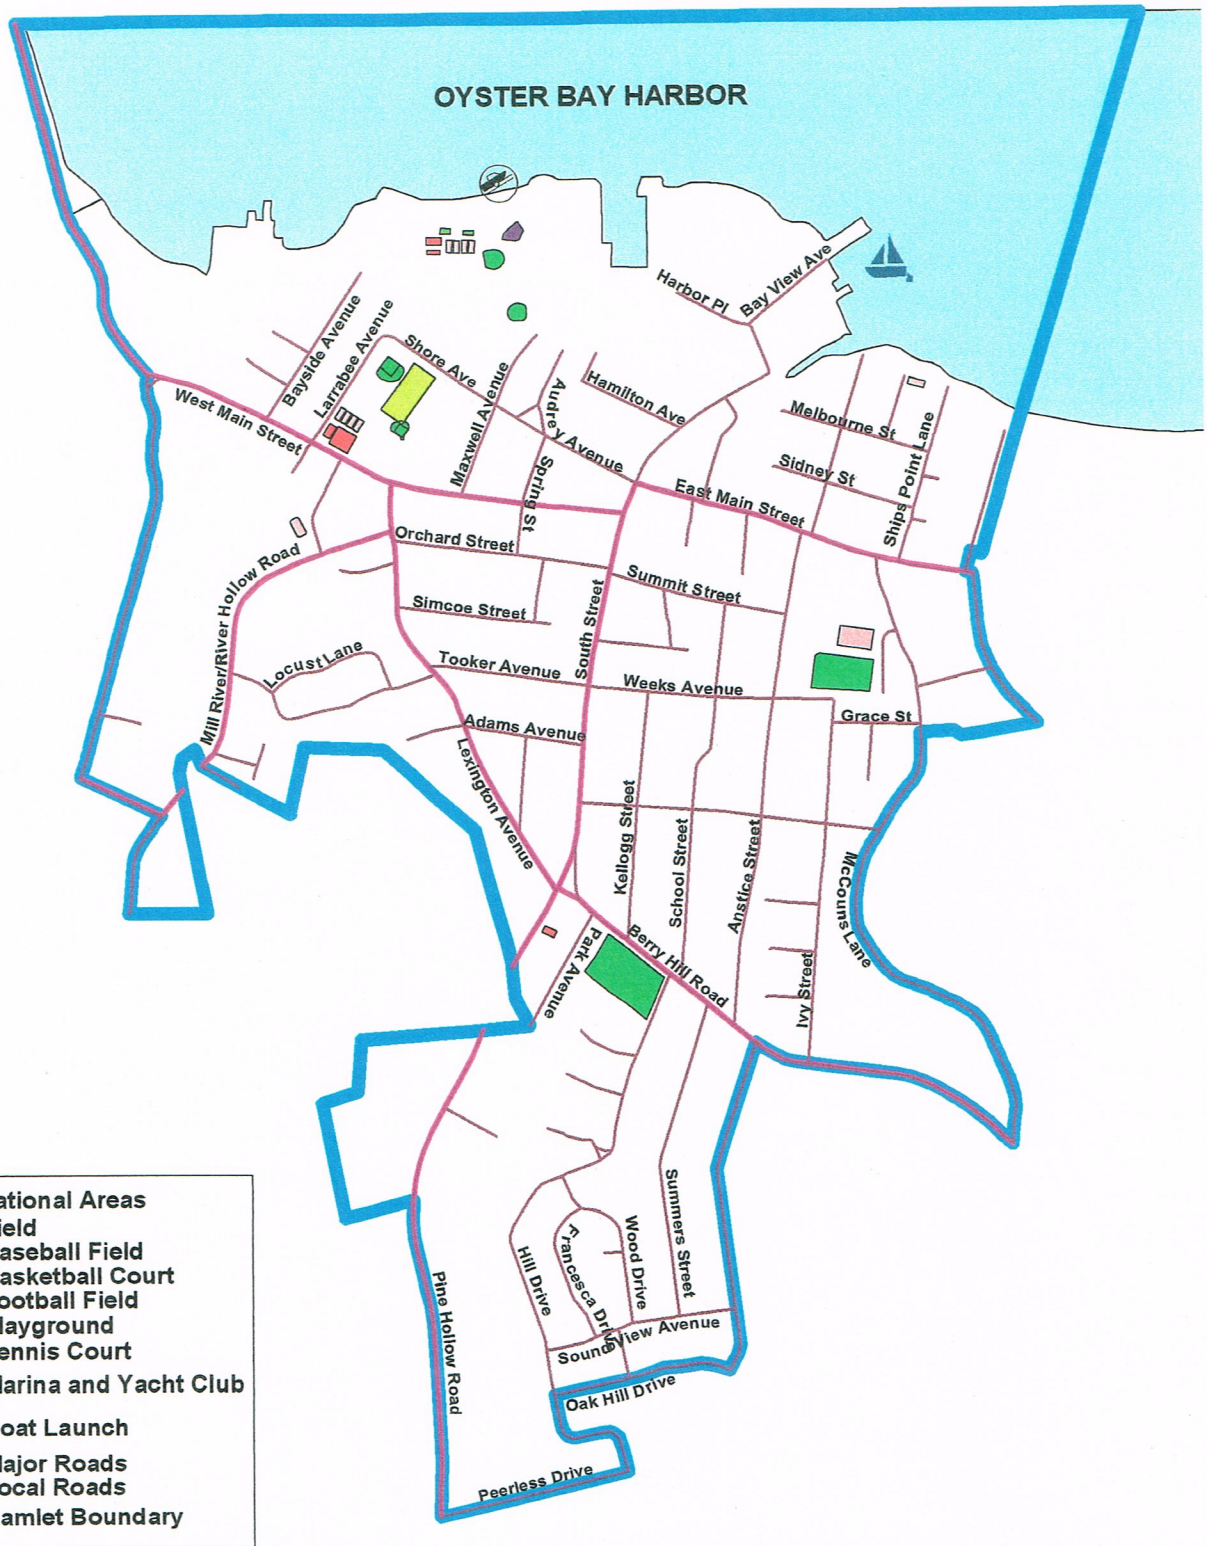 OYSTER BAY HARBOR
Harbor Pl
Bay View Ave
Bayside Avenue
Larrabee Avenue
Shore Ave
Maxwell Avenue
Audrey Avenue
Hamilton Ave
West Main Street
Melbourne St
Sidney St
Ships Point Lane
East Main Street
Spring St
Orchard Street
Summit Street
Mill River/River Hollow Road
Simcoe Street
South Street
Locust Lane
Tooker Avenue
Weeks Avenue
Grace St
Adams Avenue
Lexington Avenue
Kellogg Street
School Street
Anstice Street
McCouns Lane
Ivy Street
Park Avenue
Berry Hill Road
Summers Street
Wood Drive
Francesca Drive
Hill Drive
Pine Hollow Road
Sound View Avenue
Oak Hill Drive
Peerless Drive
ational Areas
ield
aseball Field
asketball Court
ootball Field
layground
ennis Court
arina and Yacht Club
oat Launch
ajor Roads
ocal Roads
amlet Boundary